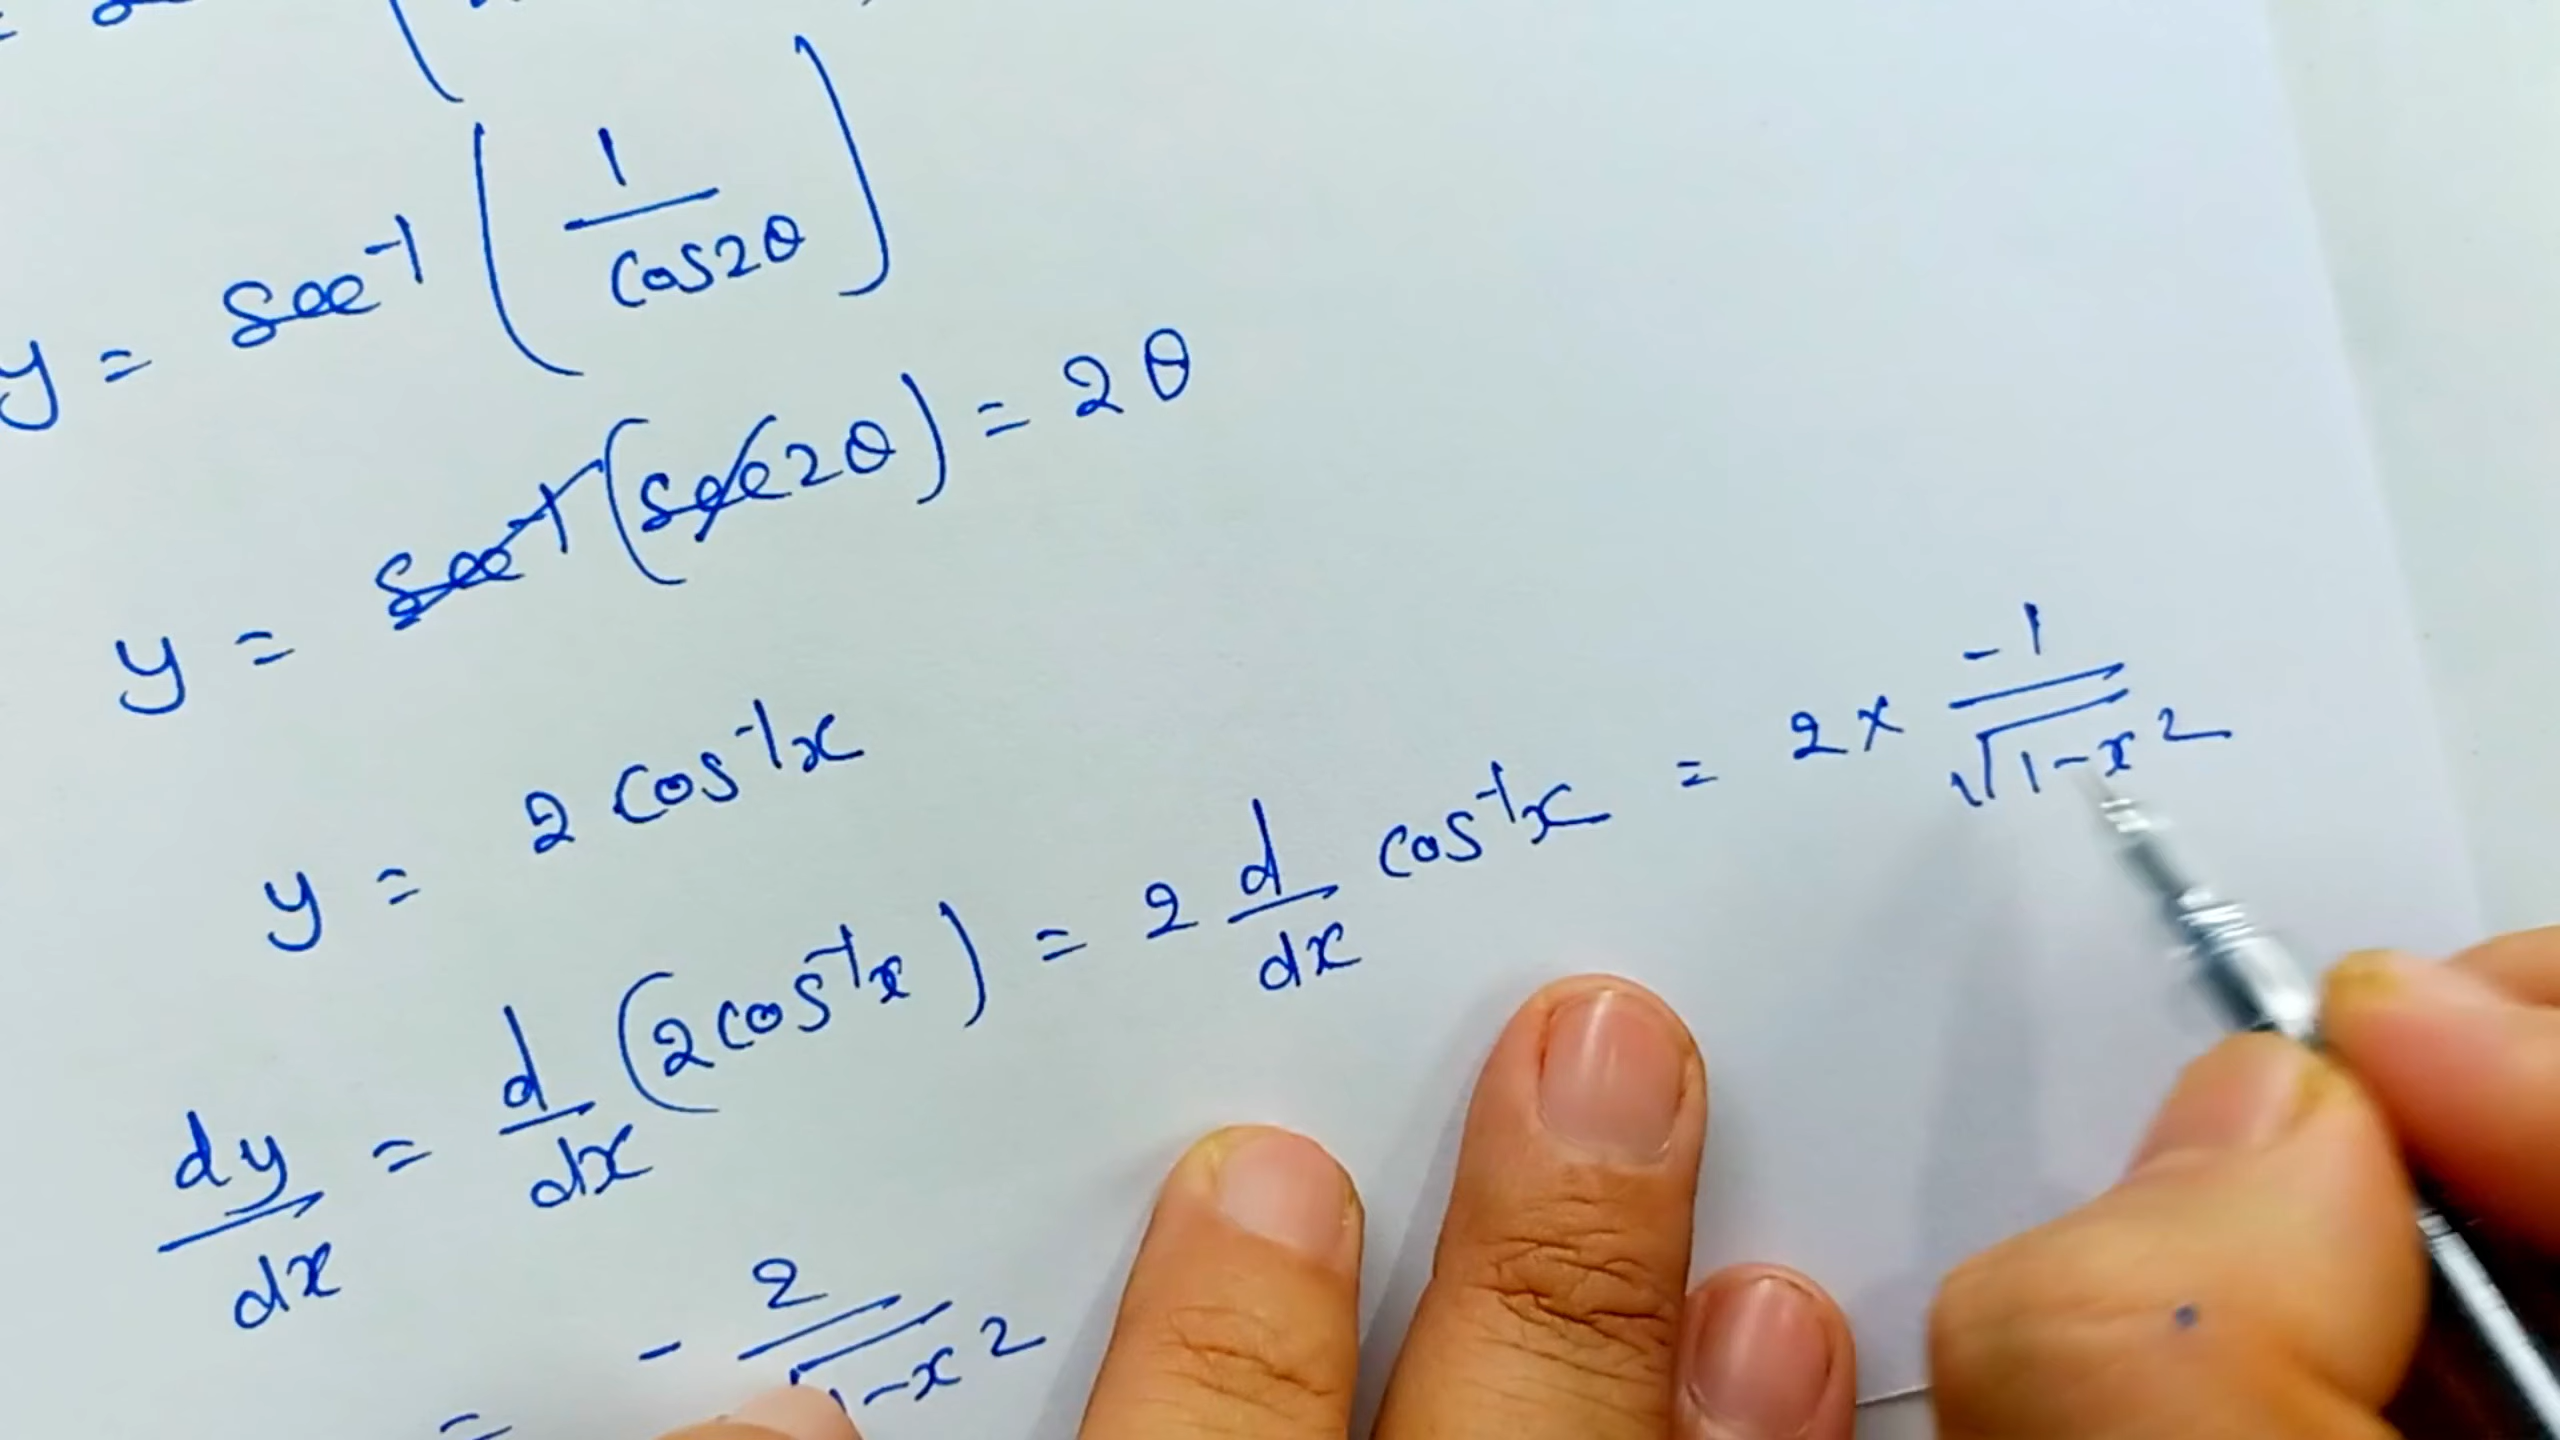 y = sec⁻¹ (1/cos2θ)
y = sec⁻¹ (sec2θ) = 2θ
y = 2 cos⁻¹x
dy/dx = d/dx (2cos⁻¹x) = 2 d/dx cos⁻¹x = 2 × -1/√1-x²
= - 2/√1-x²